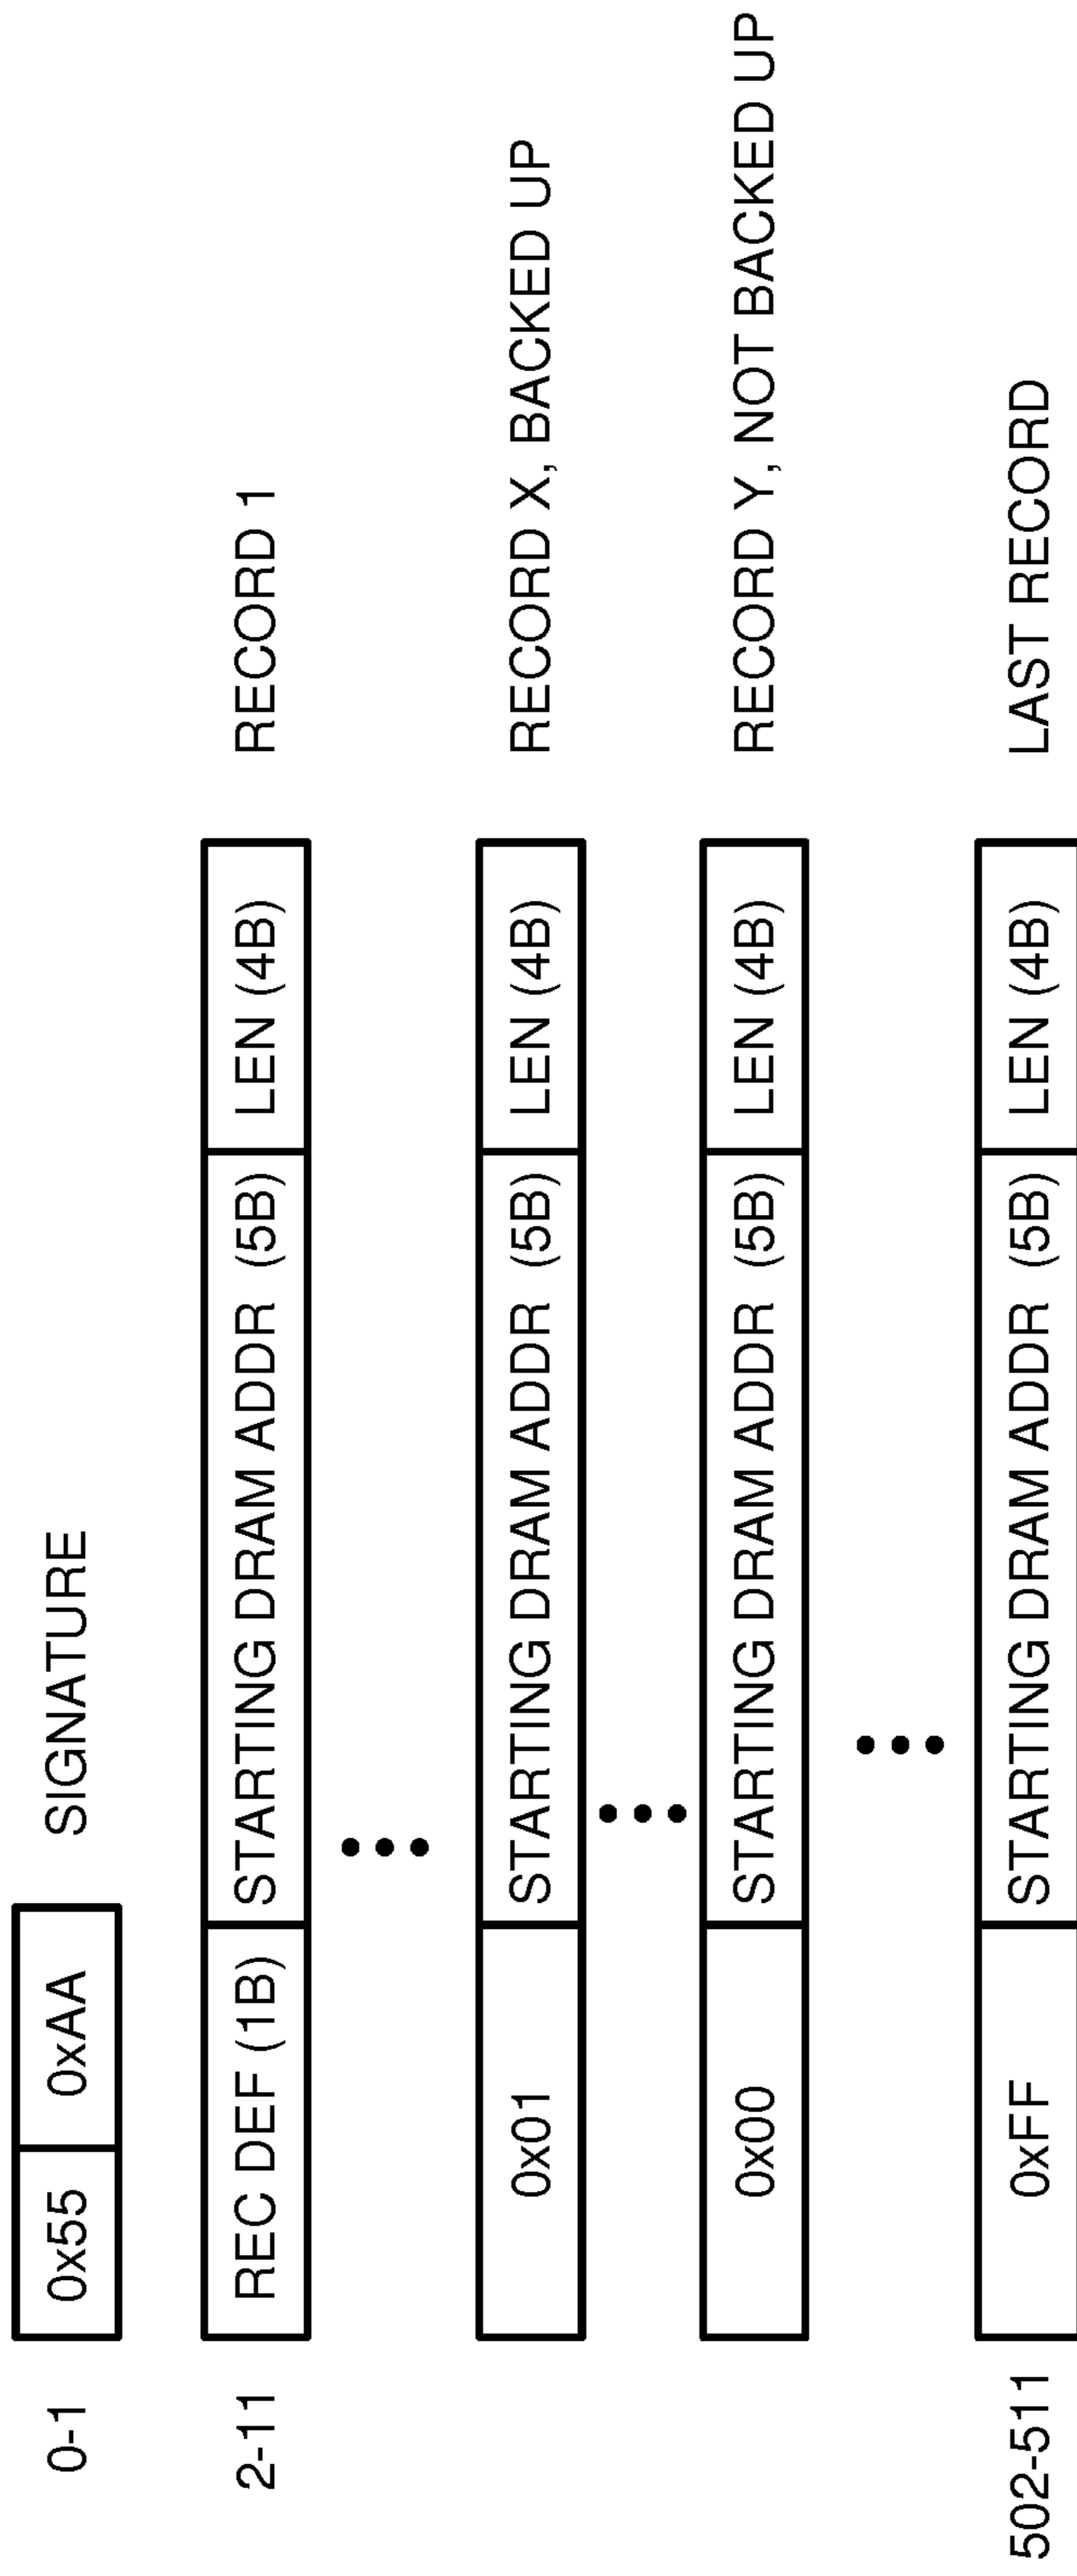 0-1 0x55 0xAA SIGNATURE
2-11 REC DEF (1B) STARTING DRAM ADDR (5B) LEN (4B) RECORD 1
0x01 STARTING DRAM ADDR (5B) LEN (4B) RECORD X, BACKED UP
0x00 STARTING DRAM ADDR (5B) LEN (4B) RECORD Y, NOT BACKED UP
502-511 0xFF STARTING DRAM ADDR (5B) LEN (4B) LAST RECORD